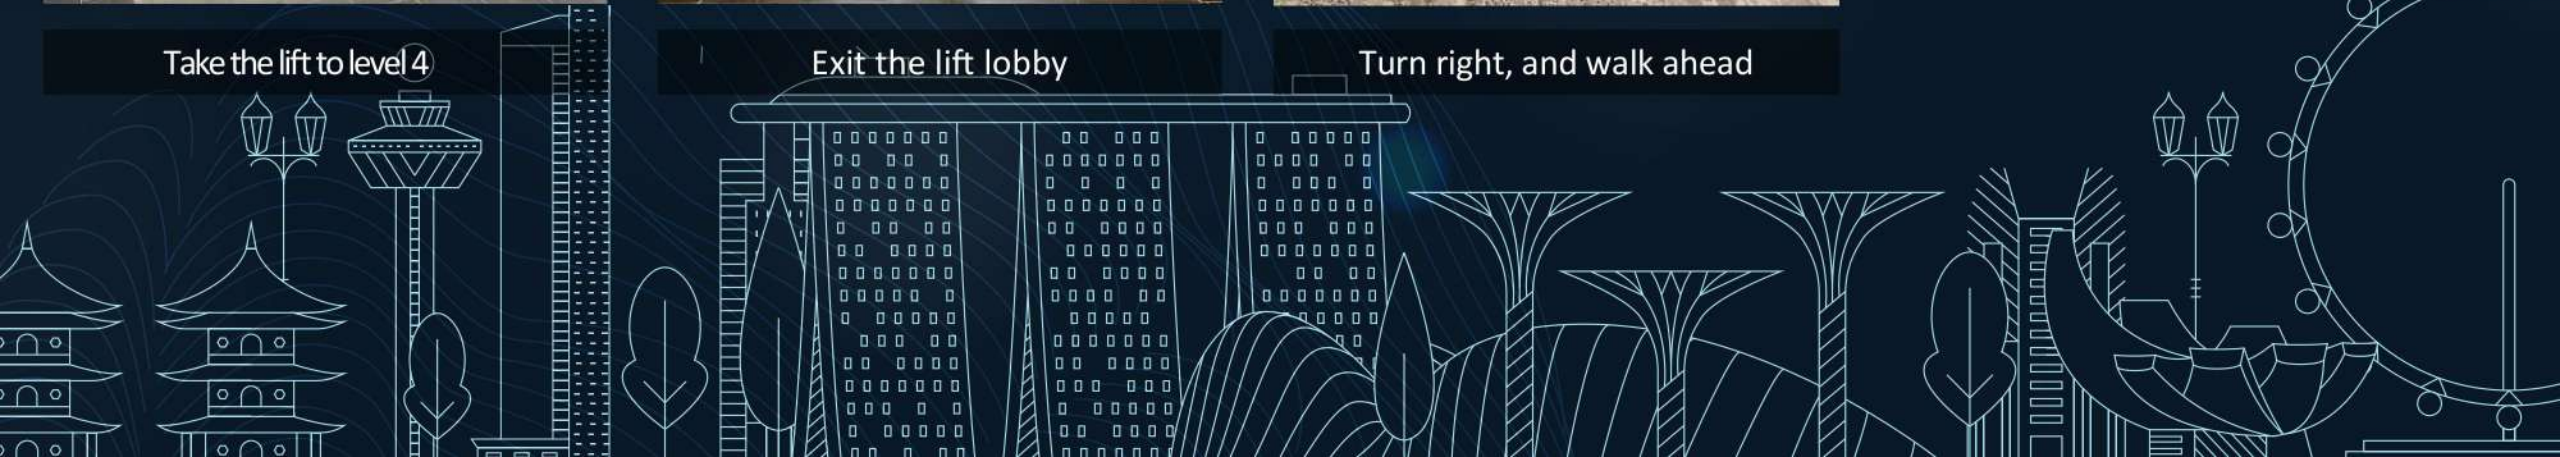 Take the lift to level 4
Exit the lift lobby
Turn right, and walk ahead